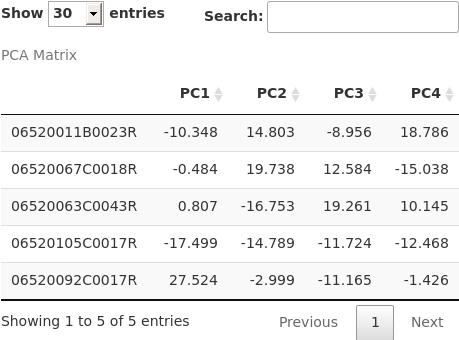 Show 30 entries Search:
PCA Matrix
PC1 PC2 PC3 PC4
06520011B0023R -10.348 14.803 -8.956 18.786
06520067C0018R -0.484 19.738 12.584 -15.038
06520063C0043R 0.807 -16.753 19.261 10.145
06520105C0017R -17.499 -14.789 -11.724 -12.468
06520092C0017R 27.524 -2.999 -11.165 -1.426
Showing 1 to 5 of 5 entries Previous 1 Next